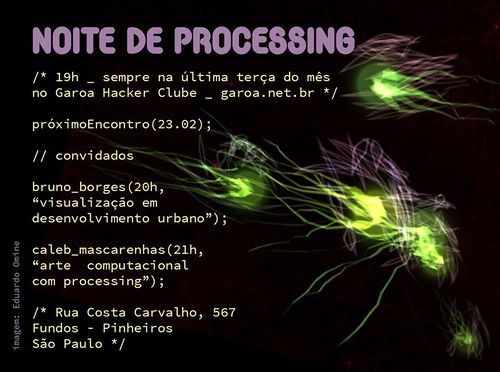 NOITE DE PROCESSING
/* 19h _ sempre na última terça do mês
no Garoa Hacker Clube _ garoa.net.br */
próximoEncontro(23.02);
// convidados
bruno_borges(20h,
“visualização em
desenvolvimento urbano”);
caleb_mascarenhas(21h,
“arte  computacional
com processing”);
/* Rua Costa Carvalho, 567
Fundos - Pinheiros
São Paulo */
imagem: Eduardo Omine